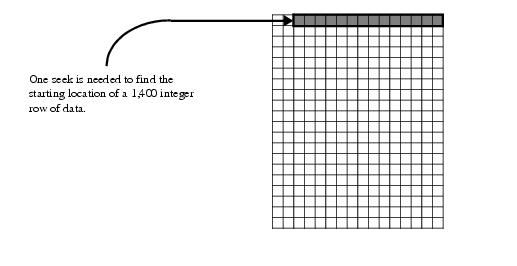 One seek is needed to find the
starting location of a 1,400 integer
row of data.